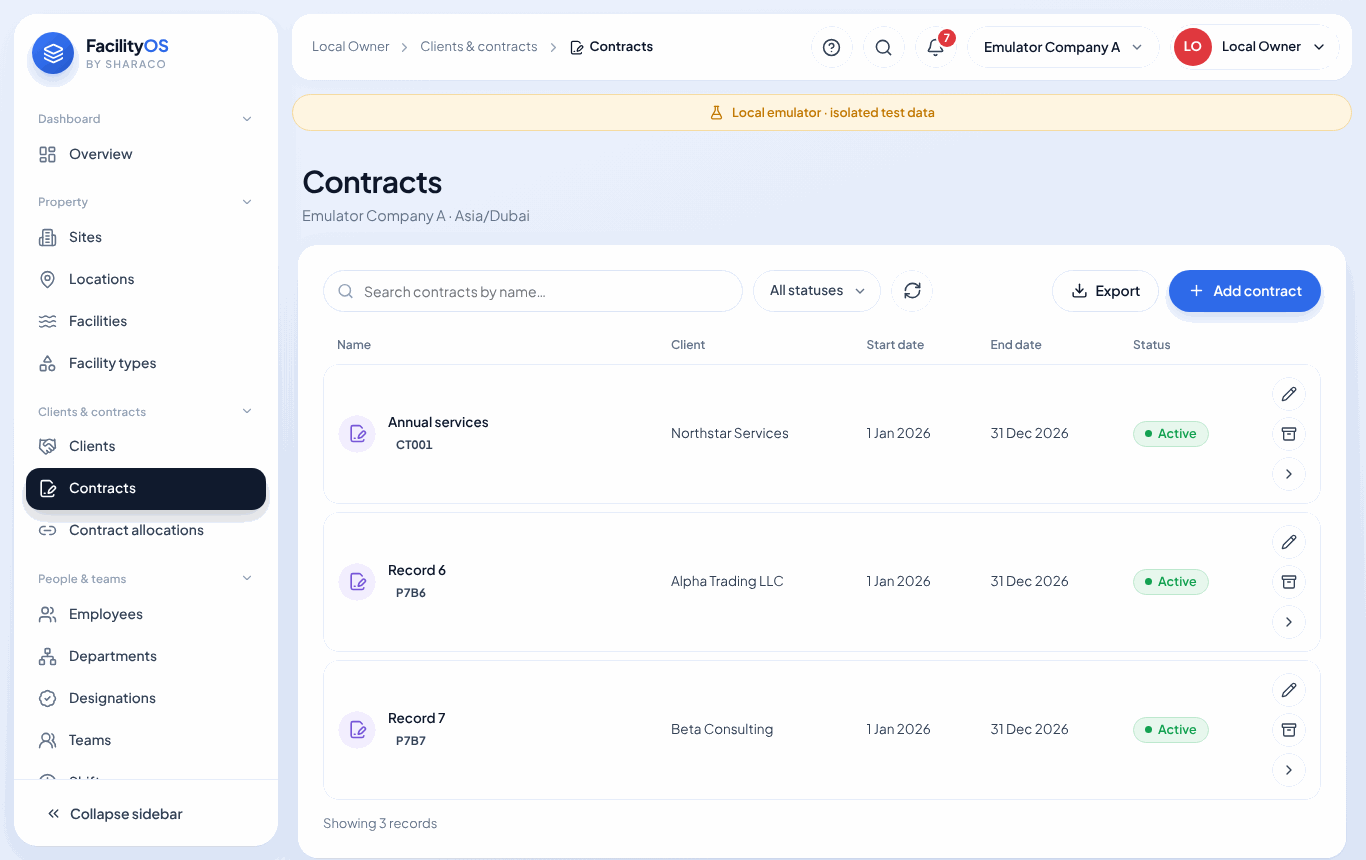 FacilityOS
BY SHARACO
Dashboard
Overview
Property
Sites
Locations
Facilities
Facility types
Clients & contracts
Clients
Contracts
Contract allocations
People & teams
Employees
Departments
Designations
Teams
Collapse sidebar
Local Owner > Clients & contracts > Contracts
7
Emulator Company A
LO
Local Owner
Local emulator · isolated test data
Contracts
Emulator Company A · Asia/Dubai
Search contracts by name...
All statuses
Export
+ Add contract
Name Client Start date End date Status
Annual services
CT001
Northstar Services 1 Jan 2026 31 Dec 2026 Active
Record 6
P7B6
Alpha Trading LLC 1 Jan 2026 31 Dec 2026 Active
Record 7
P7B7
Beta Consulting 1 Jan 2026 31 Dec 2026 Active
Showing 3 records